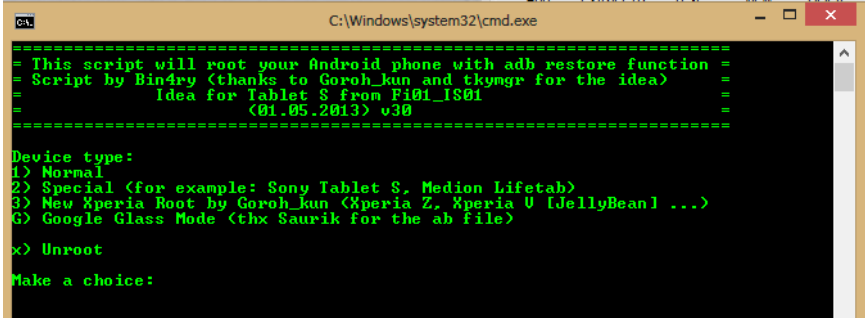 C:\Windows\system32\cmd.exe
======================================================================
= This script will root your Android phone with adb restore function =
= Script by Bin4ry (thanks to Goroh_kun and tkymgr for the idea)     =
=              Idea for Tablet S from Fi01_IS01                      =
=                       (01.05.2013) v30                             =
======================================================================
Device type:
1) Normal
2) Special (for example: Sony Tablet S, Medion Lifetab)
3) New Xperia Root by Goroh_kun (Xperia Z, Xperia V [JellyBean] ...)
G) Google Glass Mode (thx Saurik for the ab file)
x) Unroot
Make a choice: